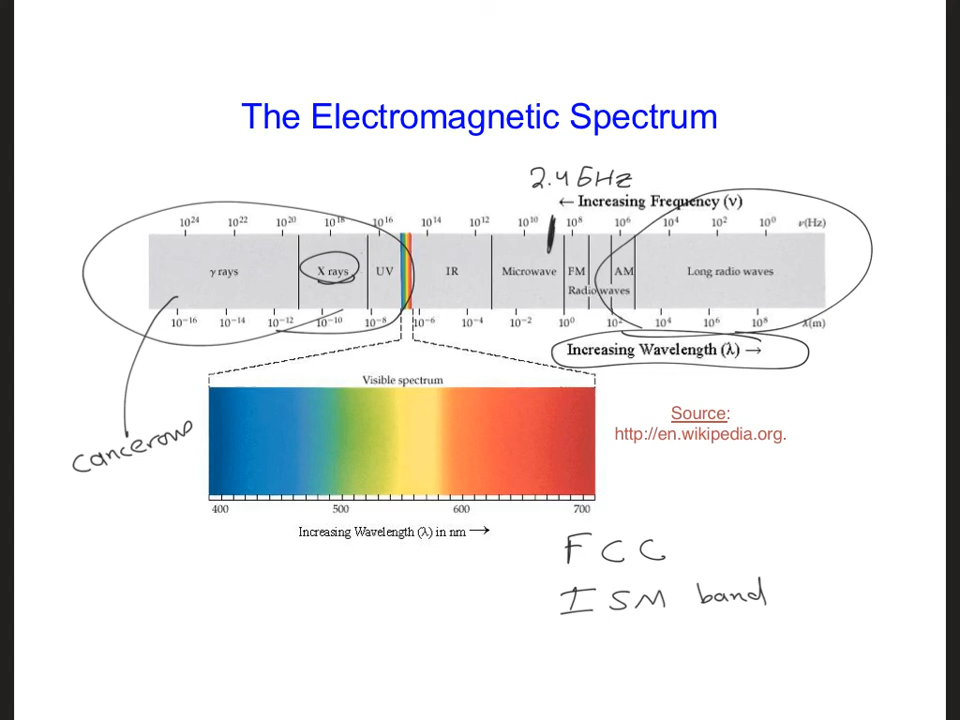 The Electromagnetic Spectrum
2.4 GHz
← Increasing Frequency (ν)
10²⁴ 10²² 10²⁰ 10¹⁸ 10¹⁶ 10¹⁴ 10¹² 10¹⁰ 10⁸ 10⁶ 10⁴ 10² 10⁰ ν(Hz)
γ rays X rays UV IR Microwave FM AM Long radio waves
Radio waves
10⁻¹⁶ 10⁻¹⁴ 10⁻¹² 10⁻¹⁰ 10⁻⁸ 10⁻⁶ 10⁻⁴ 10⁻² 10⁰ 10² 10⁴ 10⁶ 10⁸ λ(m)
Increasing Wavelength (λ) →
Visible spectrum
Source:
http://en.wikipedia.org.
cancerous
400 500 600 700
Increasing Wavelength (λ) in nm →
FCC
ISM band